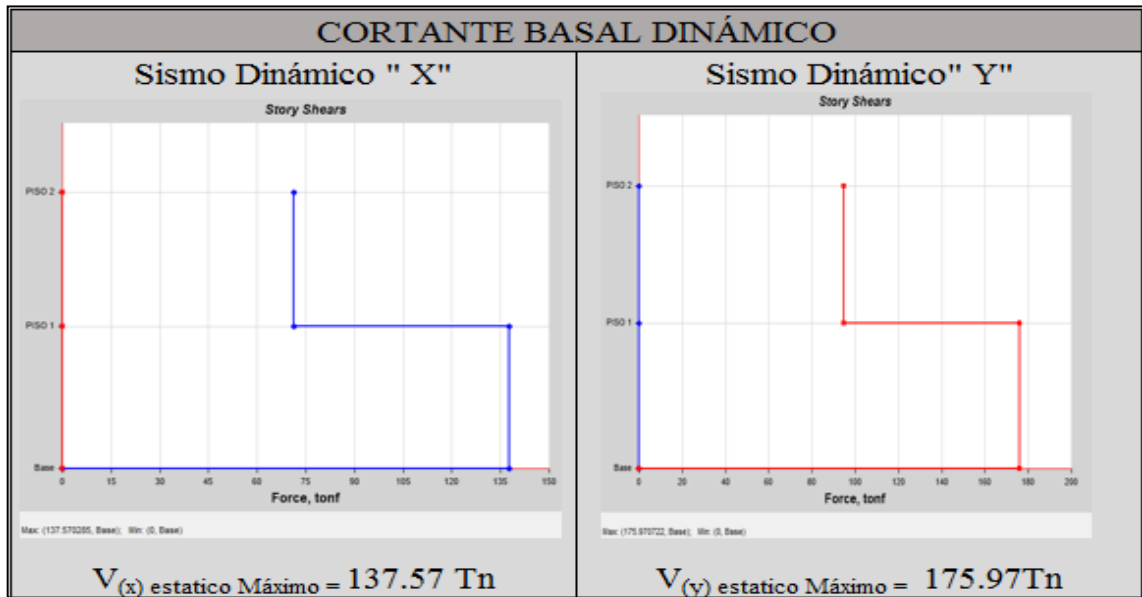 CORTANTE BASAL DINÁMICO
Sismo Dinámico " X"
Story Shears
PISO 2
PISO 1
Base
0 15 30 45 60 75 90 105 120 135 150
Force, tonf
Max: (137.570285, Base); Min: (0, Base)
V(x) estatico Máximo = 137.57 Tn
Sismo Dinámico" Y"
Story Shears
PISO 2
PISO 1
Base
0 20 40 60 80 100 120 140 160 180 200
Force, tonf
Max: (175.970722, Base); Min: (0, Base)
V(y) estatico Máximo = 175.97Tn